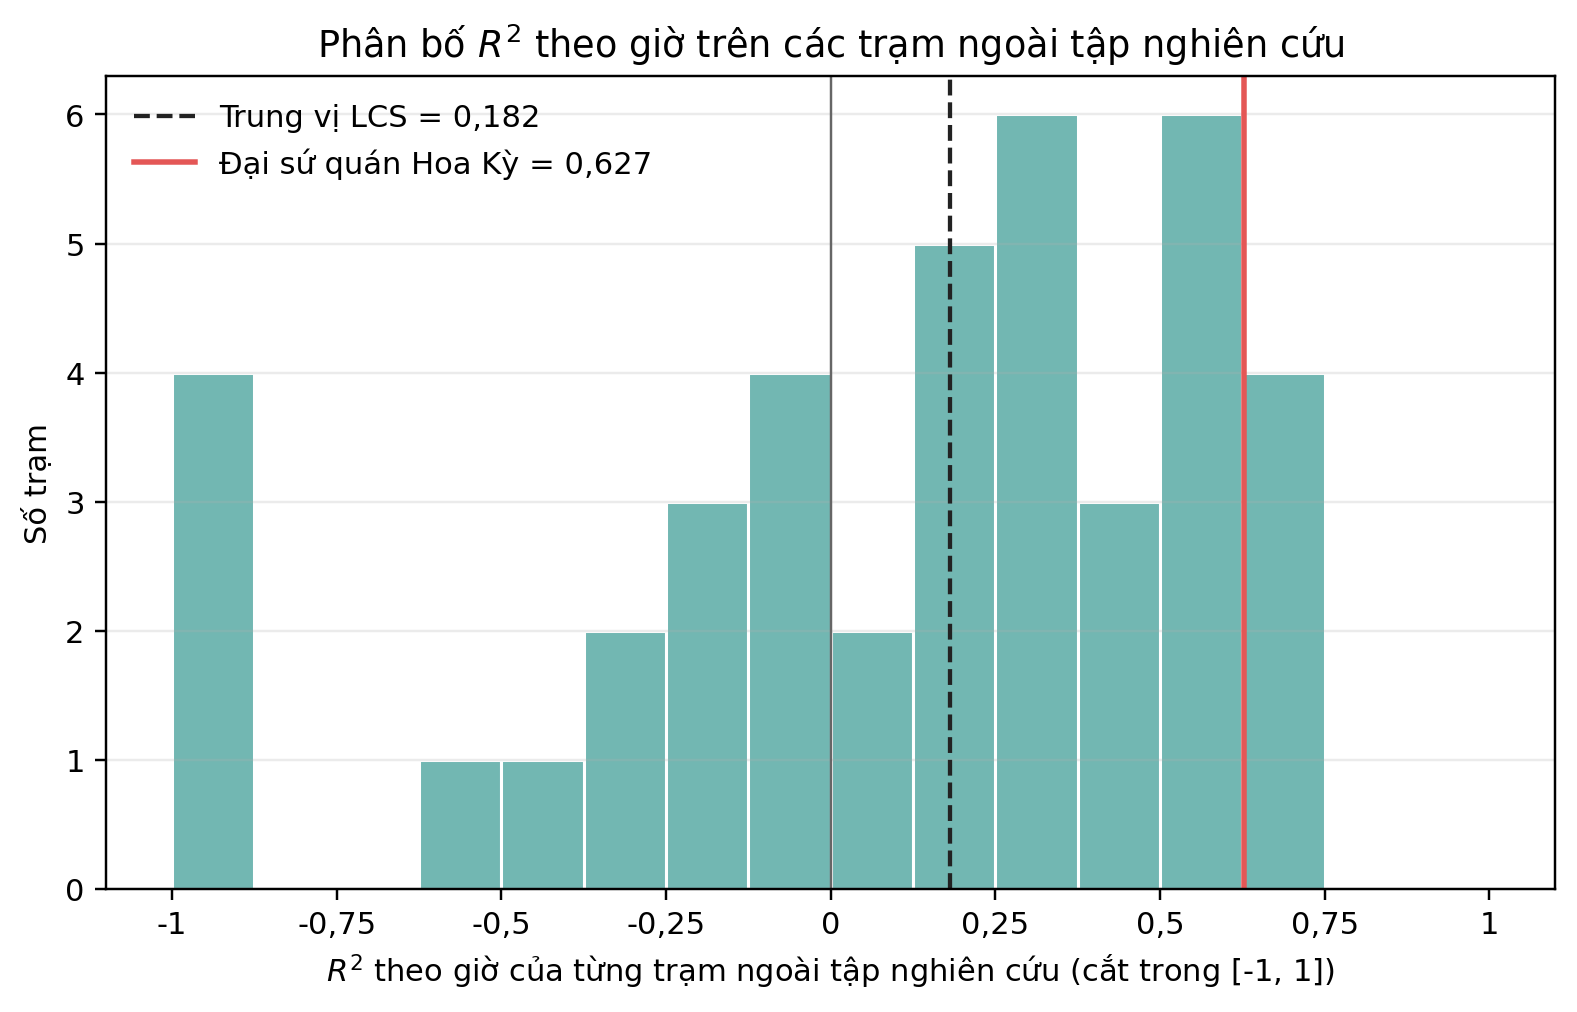 Phân bố R² theo giờ trên các trạm ngoài tập nghiên cứu
Trung vị LCS = 0,182
Đại sứ quán Hoa Kỳ = 0,627
Số trạm
6
5
4
3
2
1
0
-1 -0,75 -0,5 -0,25 0 0,25 0,5 0,75 1
R² theo giờ của từng trạm ngoài tập nghiên cứu (cắt trong [-1, 1])